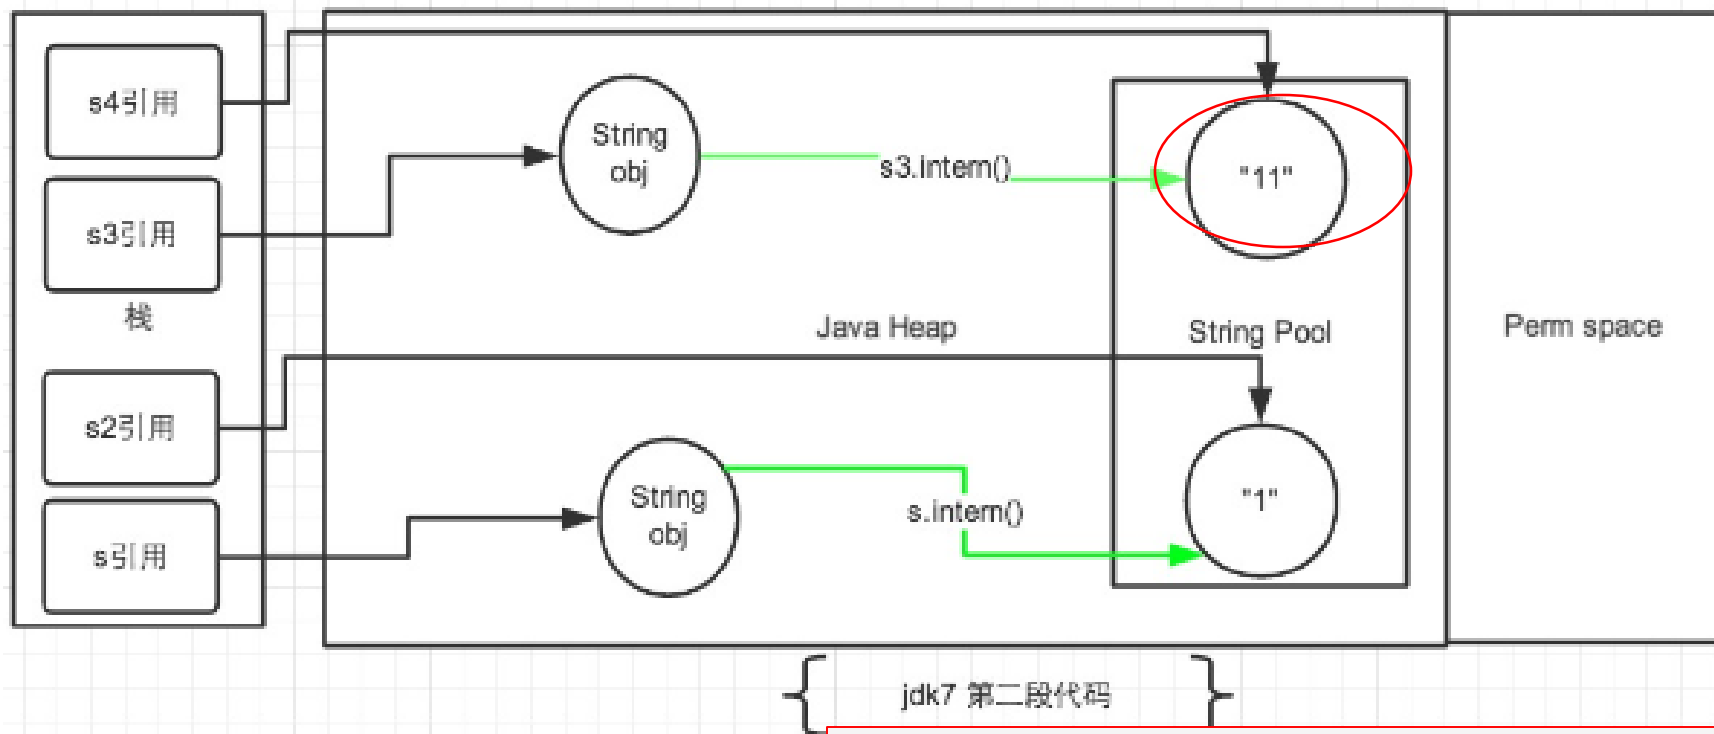 s4引用
s3引用
栈
s2引用
s引用
String
obj
s3.intern()
"11"
Java Heap
String Pool
Perm space
String
obj
s.intern()
"1"
jdk7 第二段代码